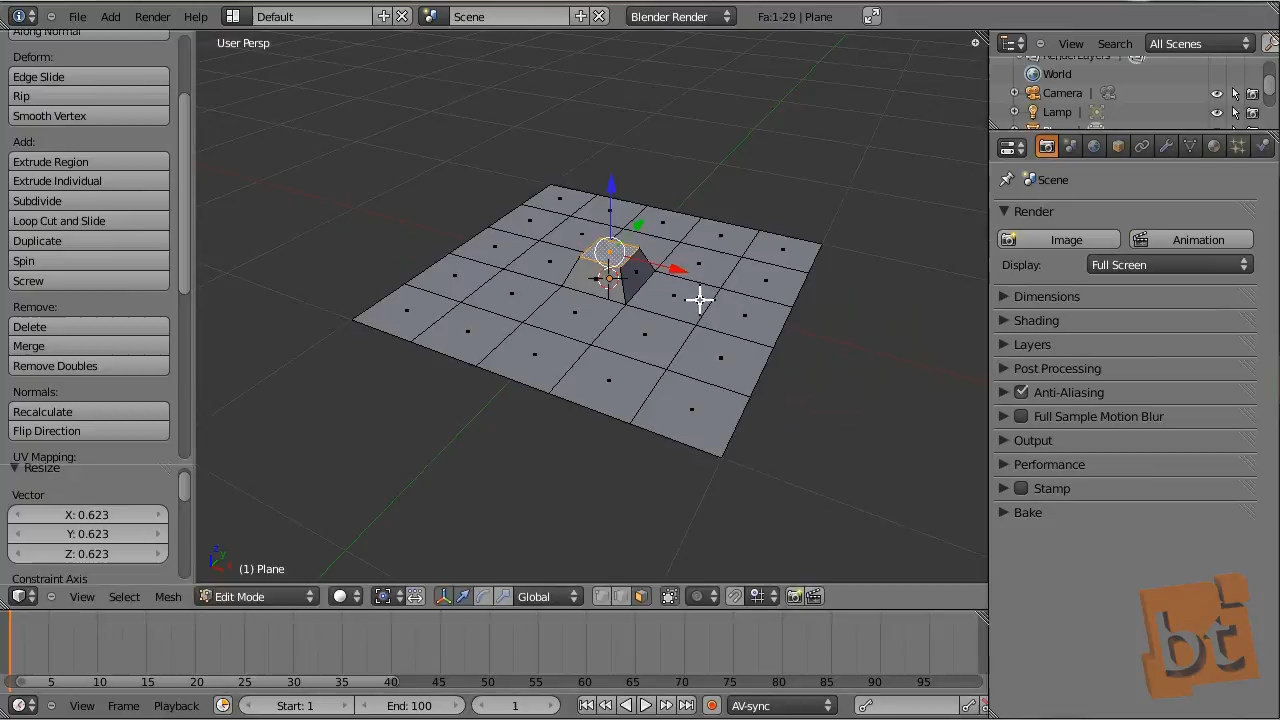 File Add Render Help Default Scene Blender Render Fa:1-29 | Plane
Along Normal
Deform:
Edge Slide
Rip
Smooth Vertex
Add:
Extrude Region
Extrude Individual
Subdivide
Loop Cut and Slide
Duplicate
Spin
Screw
Remove:
Delete
Merge
Remove Doubles
Normals:
Recalculate
Flip Direction
UV Mapping:
Resize
Vector
X: 0.623
Y: 0.623
Z: 0.623
Constraint Axis
User Persp
(1) Plane
View Select Mesh Edit Mode Global
5 10 15 20 25 30 35 40 45 50 55 60 65 70 75 80 85 90 95
View Frame Playback Start: 1 End: 100 1 AV-sync
View Search All Scenes
RenderLayers
World
Camera
Lamp
Scene
Render
Image Animation
Display: Full Screen
Dimensions
Shading
Layers
Post Processing
Anti-Aliasing
Full Sample Motion Blur
Output
Performance
Stamp
Bake
bt